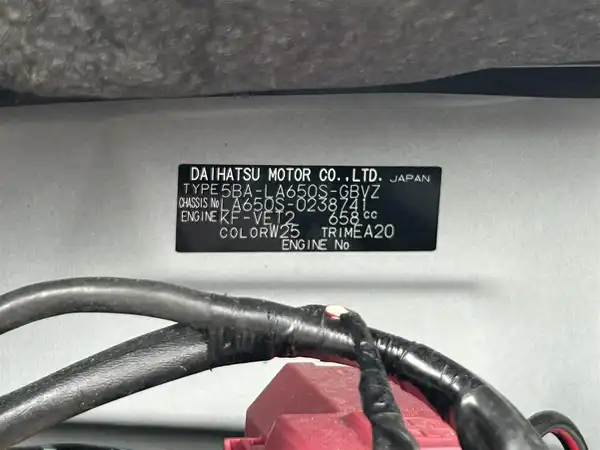 DAIHATSU MOTOR CO.,LTD. JAPAN
TYPE 5BA-LA650S-GBVZ
CHASSIS No LA650S-0238741
ENGINE KF-VET2 658cc
COLOR W25 TRIM EA20
ENGINE No